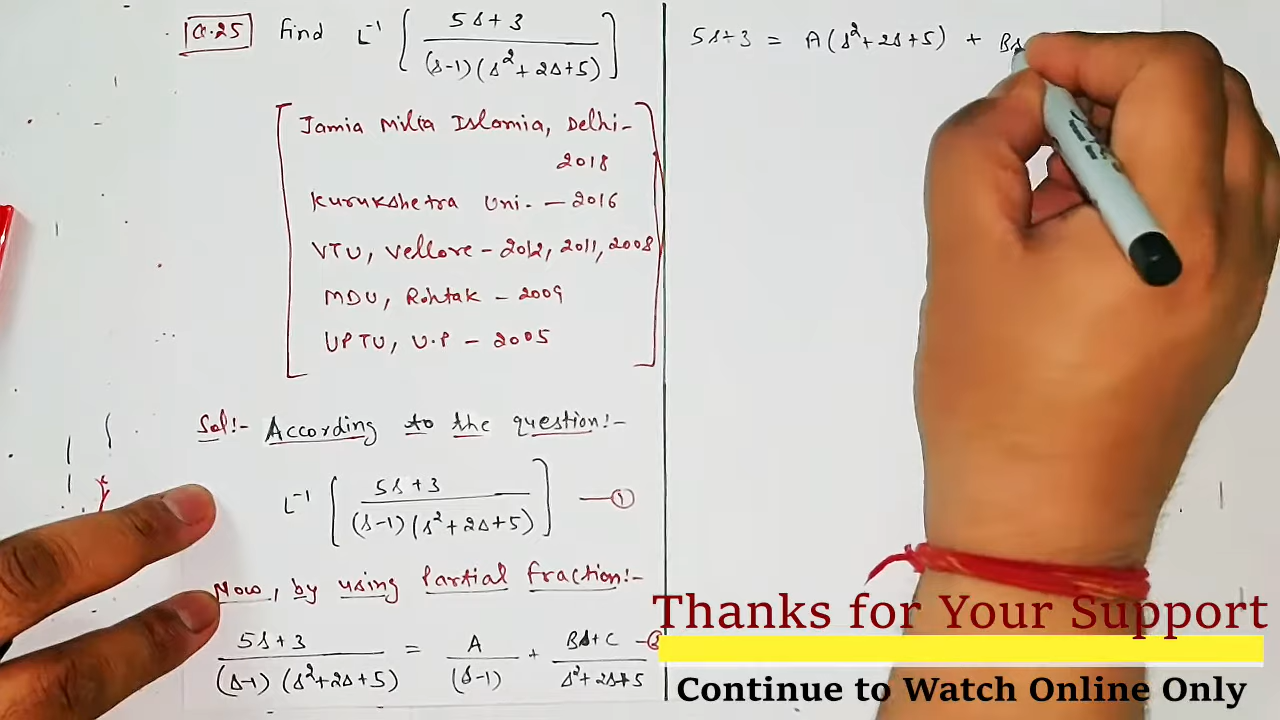 Q.25 Find L⁻¹ [ 5s+3 / (s-1)(s²+2s+5) ]
[ Jamia Milia Islamia, Delhi-
2018
Kurukshetra Uni. - 2016
VTU, Vellore - 2012, 2011, 2008
MDU, Rohtak - 2009
UPTU, U.P - 2005 ]
Sol:- According to the question:-
L⁻¹ [ 5s+3 / (s-1)(s²+2s+5) ] —①
Now, by using Partial fraction:-
5s+3 / (s-1)(s²+2s+5) = A / (s-1) + Bs+C / s²+2s+5 —②
5s+3 = A(s²+2s+5) + Bs
Thanks for Your Support
Continue to Watch Online Only